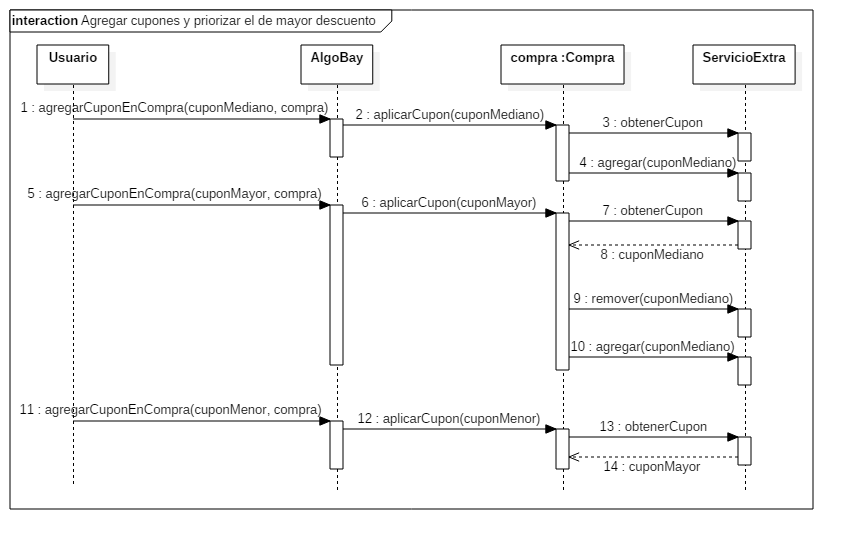 interaction Agregar cupones y priorizar el de mayor descuento
Usuario
AlgoBay
compra :Compra
ServicioExtra
1 : agregarCuponEnCompra(cuponMediano, compra)
2 : aplicarCupon(cuponMediano)
3 : obtenerCupon
4 : agregar(cuponMediano)
5 : agregarCuponEnCompra(cuponMayor, compra)
6 : aplicarCupon(cuponMayor)
7 : obtenerCupon
8 : cuponMediano
9 : remover(cuponMediano)
10 : agregar(cuponMediano)
11 : agregarCuponEnCompra(cuponMenor, compra)
12 : aplicarCupon(cuponMenor)
13 : obtenerCupon
14 : cuponMayor